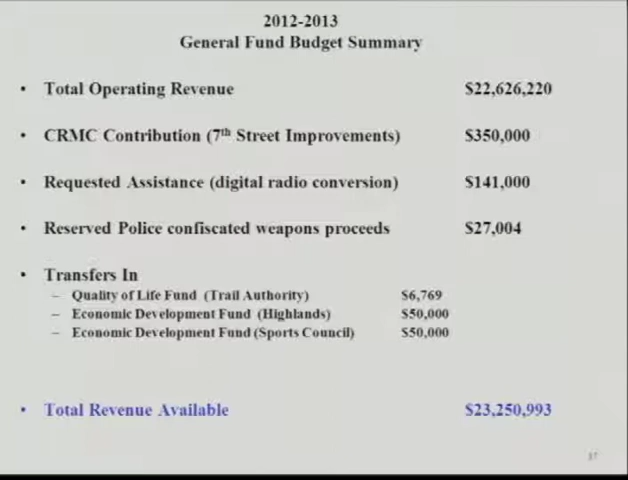 2012-2013
General Fund Budget Summary
• Total Operating Revenue $22,626,220
• CRMC Contribution (7th Street Improvements) $350,000
• Requested Assistance (digital radio conversion) $141,000
• Reserved Police confiscated weapons proceeds $27,004
• Transfers In
– Quality of Life Fund (Trail Authority) $6,769
– Economic Development Fund (Highlands) $50,000
– Economic Development Fund (Sports Council) $50,000
• Total Revenue Available $23,250,993